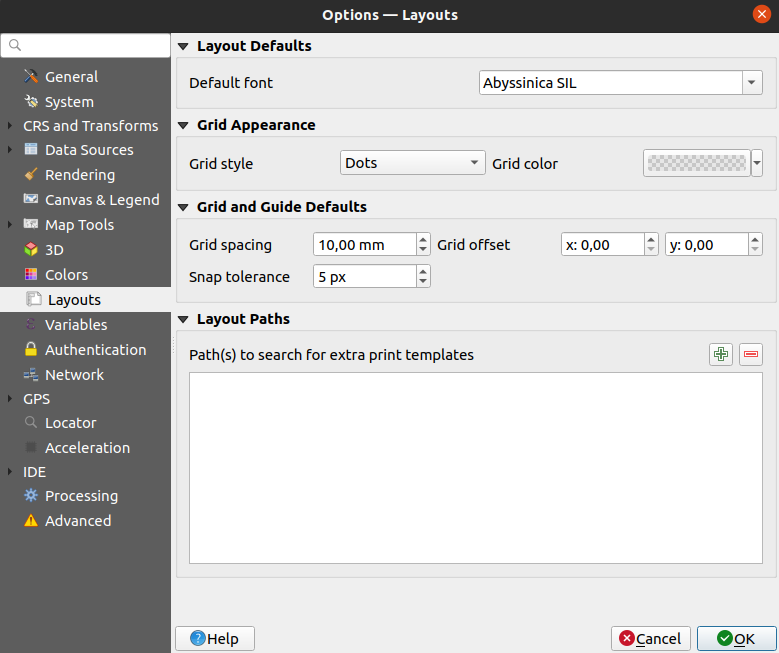 Options — Layouts
General
System
CRS and Transforms
Data Sources
Rendering
Canvas & Legend
Map Tools
3D
Colors
Layouts
Variables
Authentication
Network
GPS
Locator
Acceleration
IDE
Processing
Advanced
Layout Defaults
Default font Abyssinica SIL
Grid Appearance
Grid style Dots Grid color
Grid and Guide Defaults
Grid spacing 10,00 mm Grid offset x: 0,00 y: 0,00
Snap tolerance 5 px
Layout Paths
Path(s) to search for extra print templates
Help Cancel OK